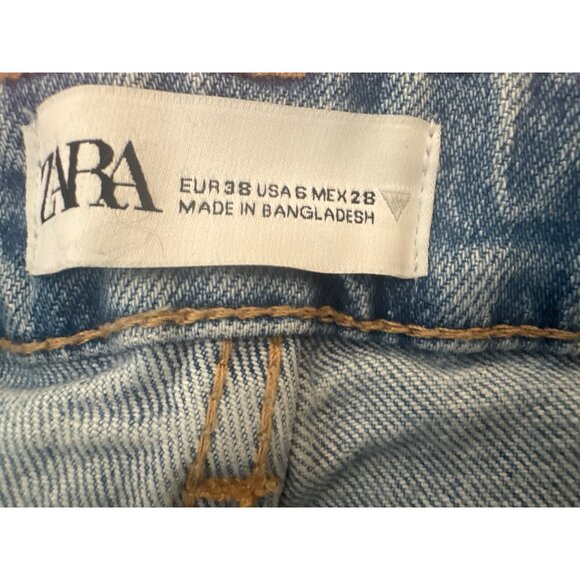 ZARA
EUR 38 USA 6 MEX 28
MADE IN BANGLADESH